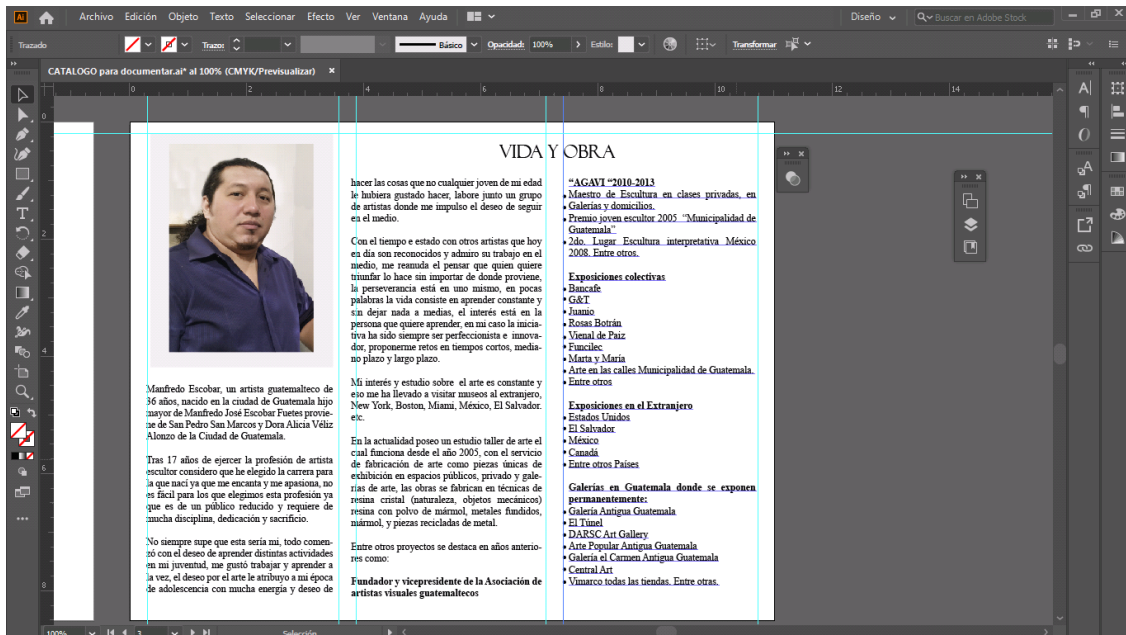 Ai
Archivo Edición Objeto Texto Seleccionar Efecto Ver Ventana Ayuda
Diseño
Buscar en Adobe Stock
Trazado
Trazo:
Básico
Opacidad: 100%
Estilo:
Transformar
CATALOGO para documentar.ai* al 100% (CMYK/Previsualizar)
0 2 4 6 8 10 12 14
0
2
4
6
8
VIDA Y OBRA
Manfredo Escobar, un artista guatemalteco de
36 años, nacido en la ciudad de Guatemala hijo
mayor de Manfredo José Escobar Fuetes provie-
ne de San Pedro San Marcos y Dora Alicia Véliz
Alonzo de la Ciudad de Guatemala.
Tras 17 años de ejercer la profesión de artista
escultor considero que he elegido la carrera para
la que nací ya que me encanta y me apasiona, no
es fácil para los que elegimos esta profesión ya
que es de un público reducido y requiere de
mucha disciplina, dedicación y sacrificio.
No siempre supe que esta sería mi, todo comen-
zó con el deseo de aprender distintas actividades
en mi juventud, me gustó trabajar y aprender a
la vez, el deseo por el arte le atribuyo a mi época
de adolescencia con mucha energía y deseo de
hacer las cosas que no cualquier joven de mi edad
le hubiera gustado hacer, labore junto un grupo
de artistas donde me impulso el deseo de seguir
en el medio.
Con el tiempo e estado con otros artistas que hoy
en día son reconocidos y admiro su trabajo en el
medio, me reanuda el pensar que quien quiere
triunfar lo hace sin importar de donde proviene,
la perseverancia está en uno mismo, en pocas
palabras la vida consiste en aprender constante y
sin dejar nada a medias, el interés está en la
persona que quiere aprender, en mi caso la inicia-
tiva ha sido siempre ser perfeccionista e innova-
dor, proponerme retos en tiempos cortos, media-
no plazo y largo plazo.
Mi interés y estudio sobre el arte es constante y
eso me ha llevado a visitar museos al extranjero,
New York, Boston, Miami, México, El Salvador.
etc.
En la actualidad poseo un estudio taller de arte el
cual funciona desde el año 2005, con el servicio
de fabricación de arte como piezas únicas de
exhibición en espacios públicos, privado y gale-
rías de arte, las obras se fabrican en técnicas de
resina cristal (naturaleza, objetos mecánicos)
resina con polvo de mármol, metales fundidos,
mármol, y piezas recicladas de metal.
Entre otros proyectos se destaca en años anterio-
res como:
Fundador y vicepresidente de la Asociación de
artistas visuales guatemaltecos
“AGAVI “2010-2013
•Maestro de Escultura en clases privadas, en
•Galerías y domicilios.
•Premio joven escultor 2005 “Municipalidad de
Guatemala”
•2do. Lugar Escultura interpretativa México
2008. Entre otros.
Exposiciones colectivas
•Bancafe
•G&T
•Juanio
•Rosas Botrán
•Vienal de Paiz
•Funcilec
•Marta y María
•Arte en las calles Municipalidad de Guatemala.
•Entre otros
Exposiciones en el Extranjero
•Estados Unidos
•El Salvador
•México
•Canadá
•Entre otros Países
Galerías en Guatemala donde se exponen
permanentemente:
•Galería Antigua Guatemala
•El Túnel
•DARSC Art Gallery
•Arte Popular Antigua Guatemala
•Galería el Carmen Antigua Guatemala
•Central Art
•Vimarco todas las tiendas. Entre otras.
100%
3
Selección